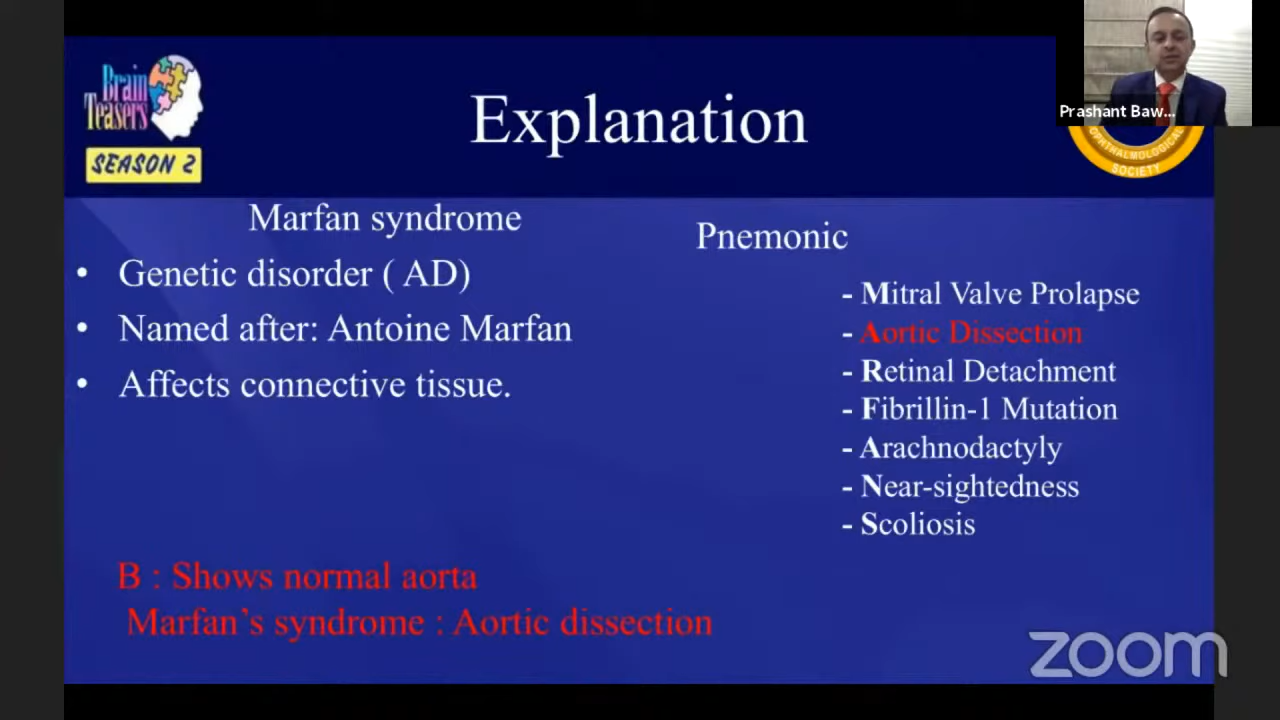 Brain
Teasers
SEASON 2
Explanation
Prashant Baw...
OPHTHALMOLOGICAL
SOCIETY
Marfan syndrome
• Genetic disorder ( AD)
• Named after: Antoine Marfan
• Affects connective tissue.
Pnemonic
- Mitral Valve Prolapse
- Aortic Dissection
- Retinal Detachment
- Fibrillin-1 Mutation
- Arachnodactyly
- Near-sightedness
- Scoliosis
B : Shows normal aorta
Marfan's syndrome : Aortic dissection
zoom